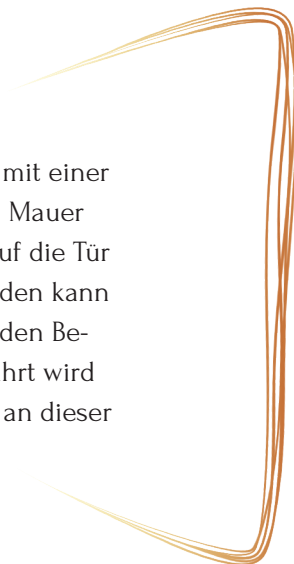 mit einer
Mauer
uf die Tür
den kann
den Be-
hrt wird
an dieser